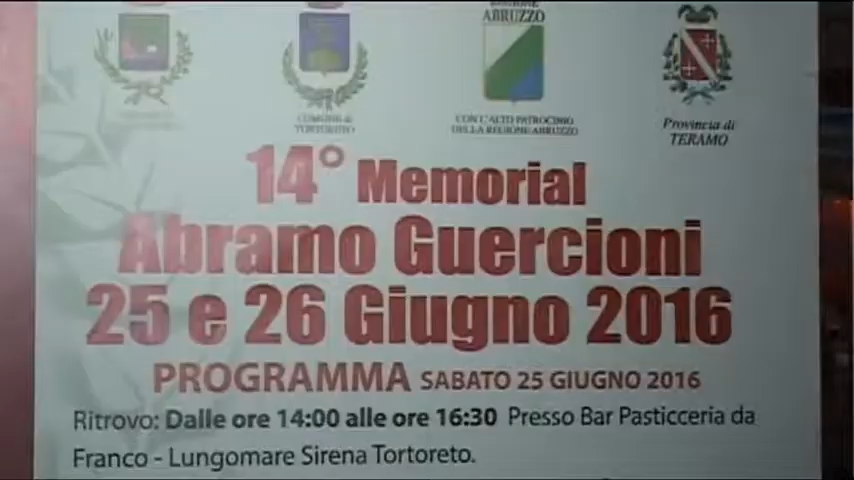 REGIONE
ABRUZZO
COMUNE di
TORTORETO
CON L'ALTO PATROCINIO
DELLA REGIONE ABRUZZO
Provincia di
TERAMO
14° Memorial
Abramo Guercioni
25 e 26 Giugno 2016
PROGRAMMA SABATO 25 GIUGNO 2016
Ritrovo: Dalle ore 14:00 alle ore 16:30 Presso Bar Pasticceria da
Franco - Lungomare Sirena Tortoreto.